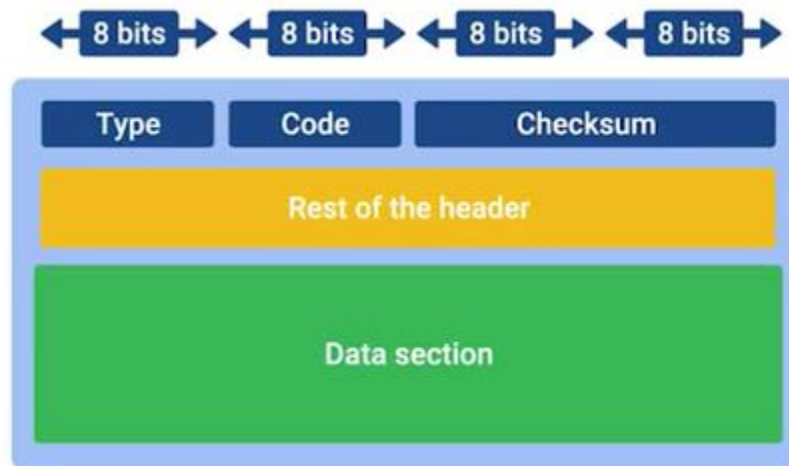 8 bits 8 bits 8 bits 8 bits
Type Code Checksum
Rest of the header
Data section